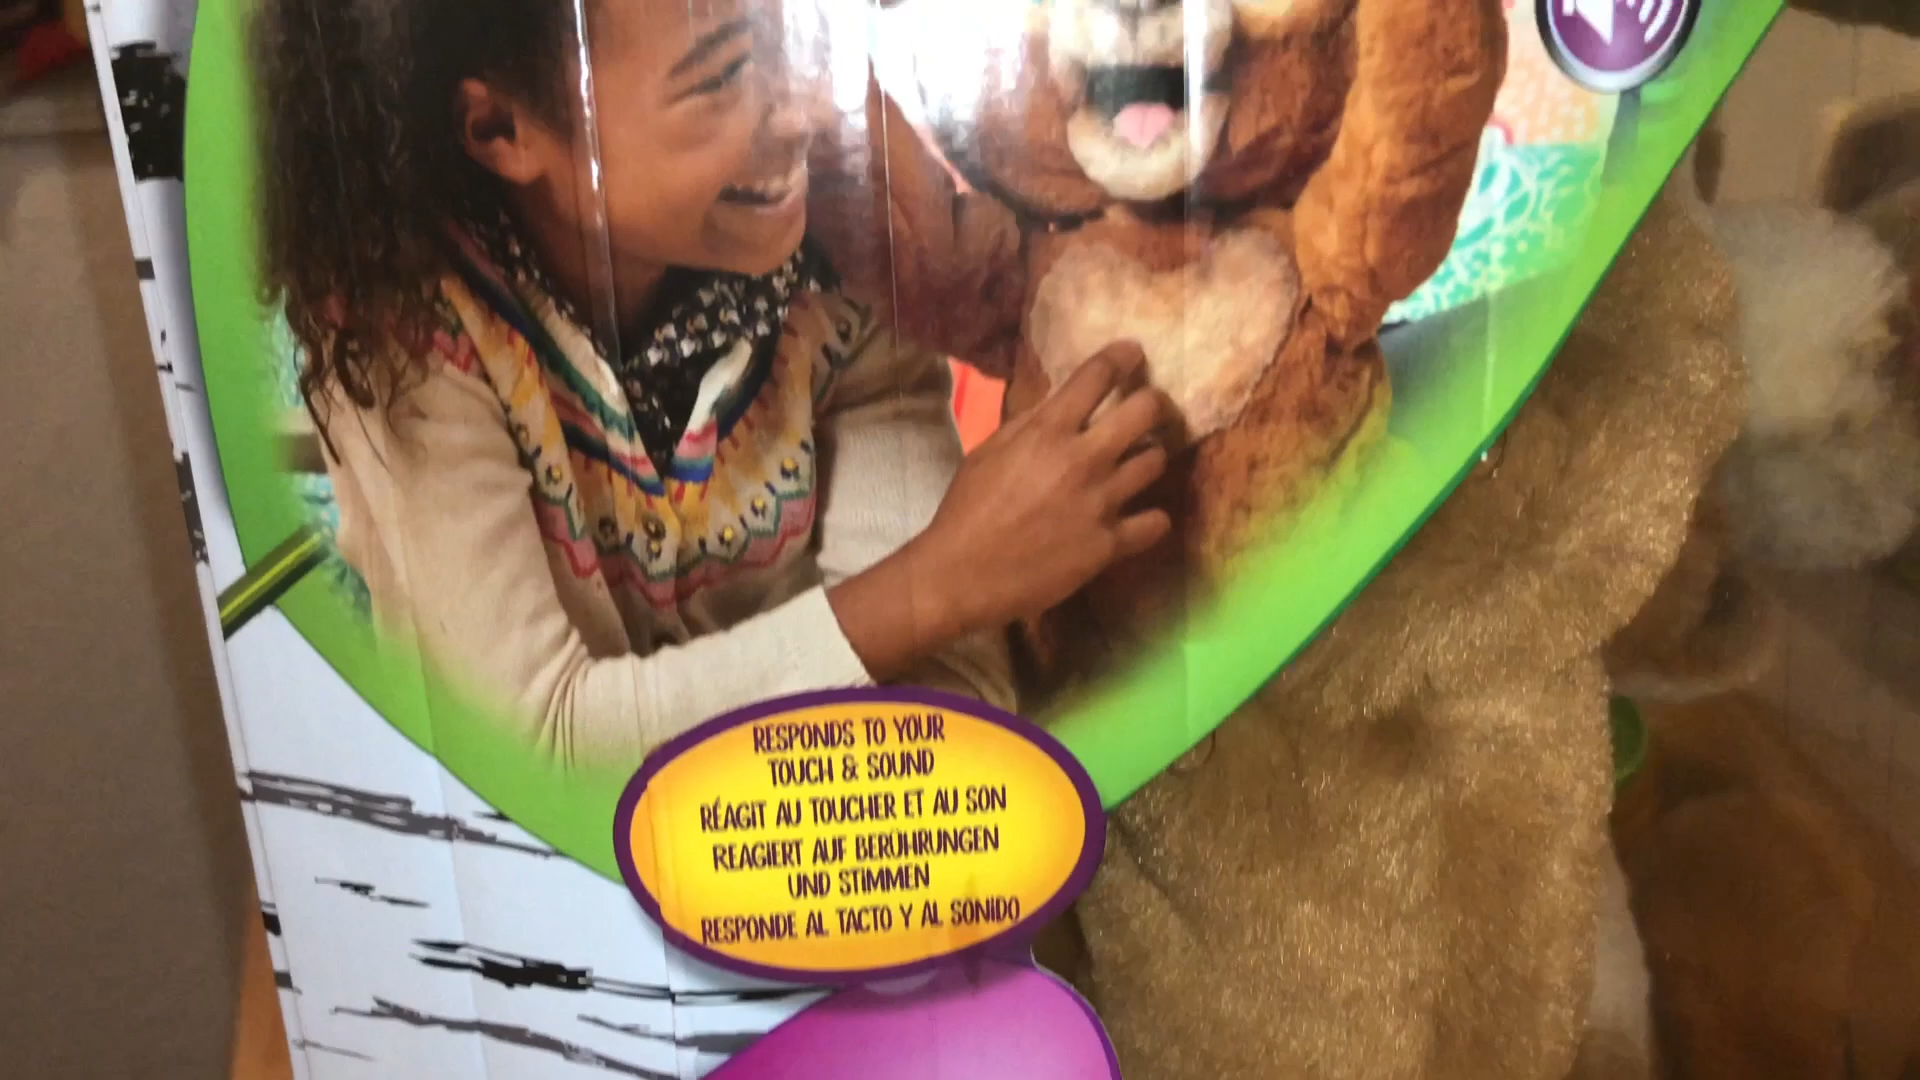 RESPONDS TO YOUR
TOUCH & SOUND
RÉAGIT AU TOUCHER ET AU SON
REAGIERT AUF BERÜHRUNGEN
UND STIMMEN
RESPONDE AL TACTO Y AL SONIDO